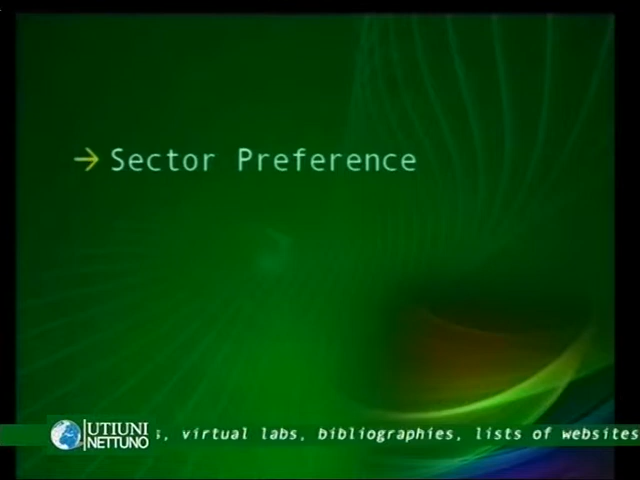 → Sector Preference
UTIUNI
NETTUNO
s, virtual labs, bibliographies, lists of websites